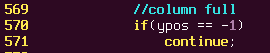 569 //column full
570 if(ypos == -1)
571 continue;